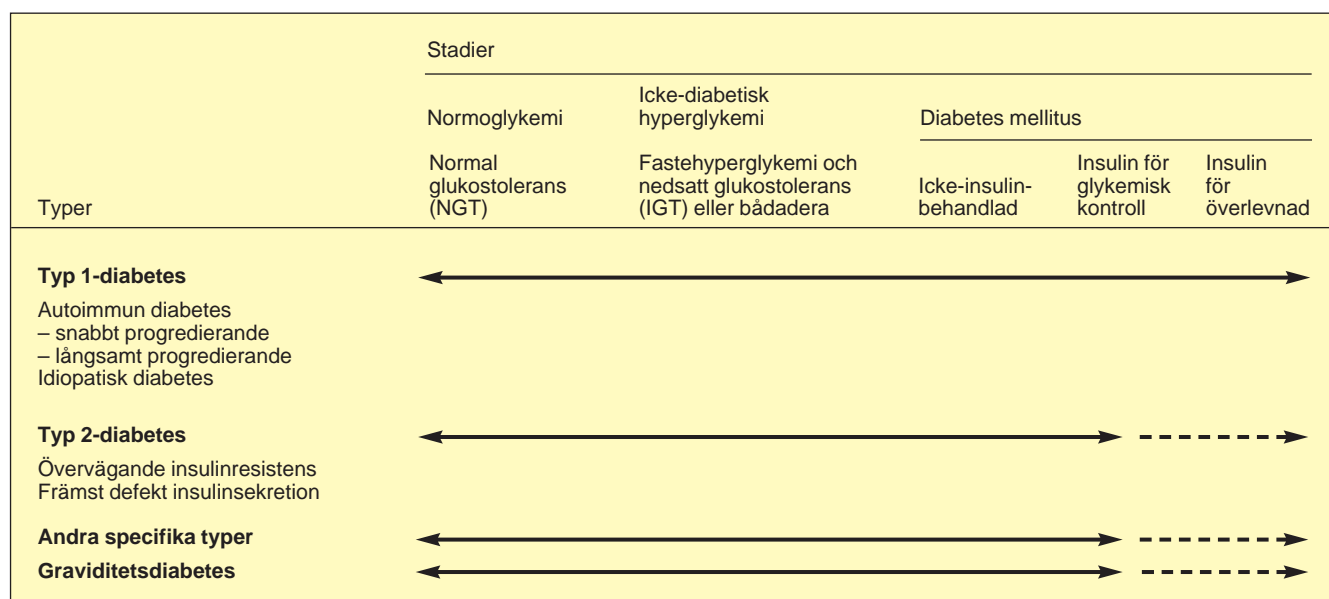 Stadier
Normoglykemi
Icke-diabetisk
hyperglykemi
Diabetes mellitus
Typer
Normal
glukostolerans
(NGT)
Fastehyperglykemi och
nedsatt glukostolerans
(IGT) eller bådadera
Icke-insulin-
behandlad
Insulin för
glykemisk
kontroll
Insulin
för
överlevnad
Typ 1-diabetes
Autoimmun diabetes
– snabbt progredierande
– långsamt progredierande
Idiopatisk diabetes
Typ 2-diabetes
Övervägande insulinresistens
Främst defekt insulinsekretion
Andra specifika typer
Graviditetsdiabetes